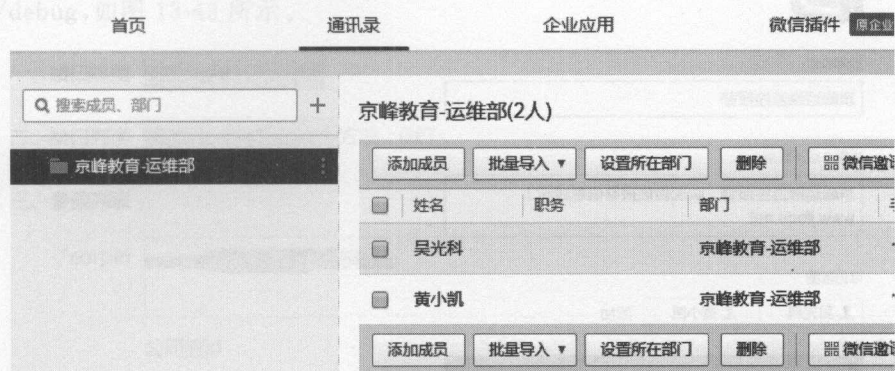 首页 通讯录 企业应用 微信插件 原企业
搜索成员、部门 +
京峰教育-运维部(2人)
京峰教育-运维部
添加成员 批量导入 ▼ 设置所在部门 删除 微信邀
姓名 职务 部门
吴光科 京峰教育-运维部
黄小凯 京峰教育-运维部
添加成员 批量导入 ▼ 设置所在部门 删除 微信邀